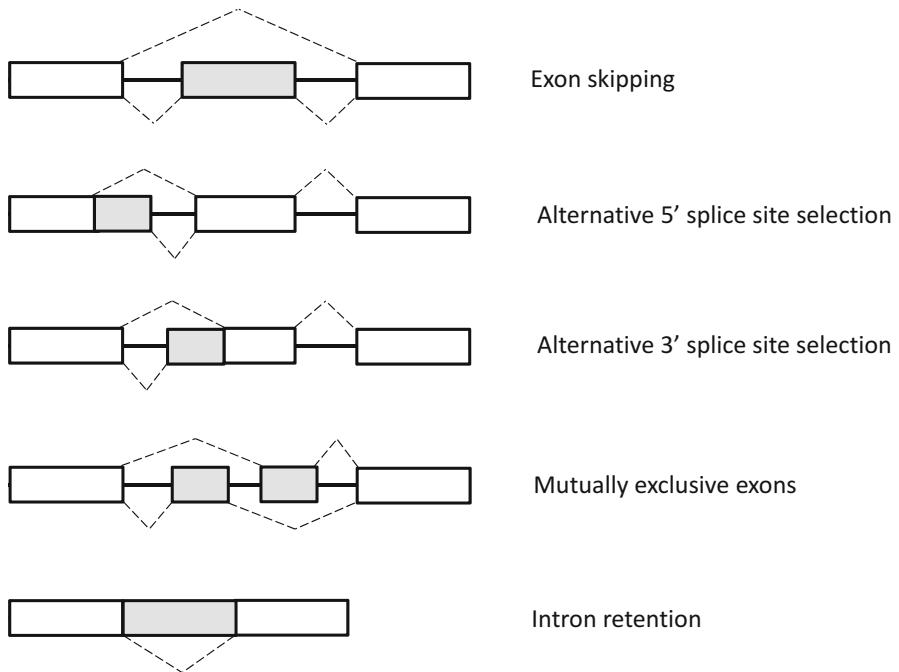 Exon skipping
Alternative 5’ splice site selection
Alternative 3’ splice site selection
Mutually exclusive exons
Intron retention